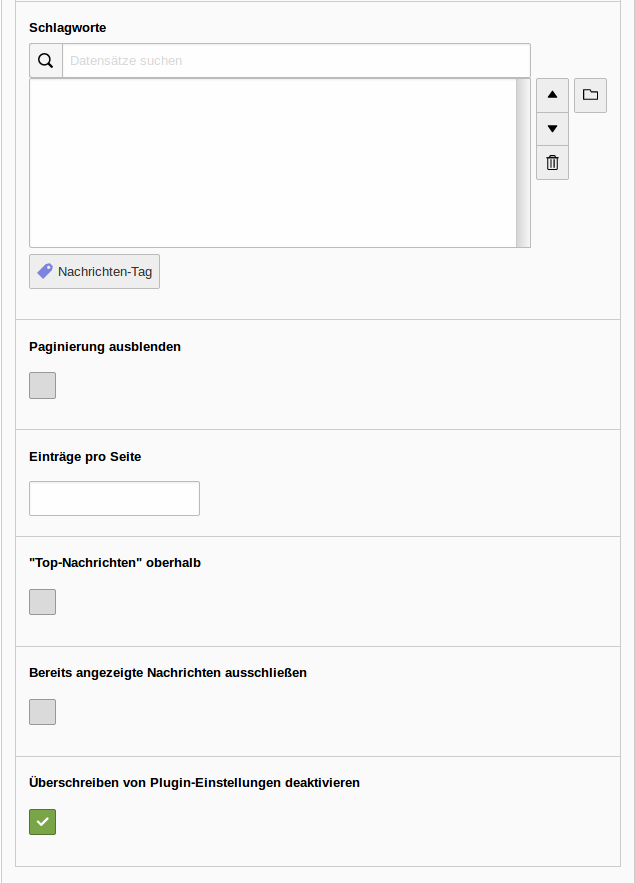 Schlagworte
Datensätze suchen
Nachrichten-Tag
Paginierung ausblenden
Einträge pro Seite
"Top-Nachrichten" oberhalb
Bereits angezeigte Nachrichten ausschließen
Überschreiben von Plugin-Einstellungen deaktivieren